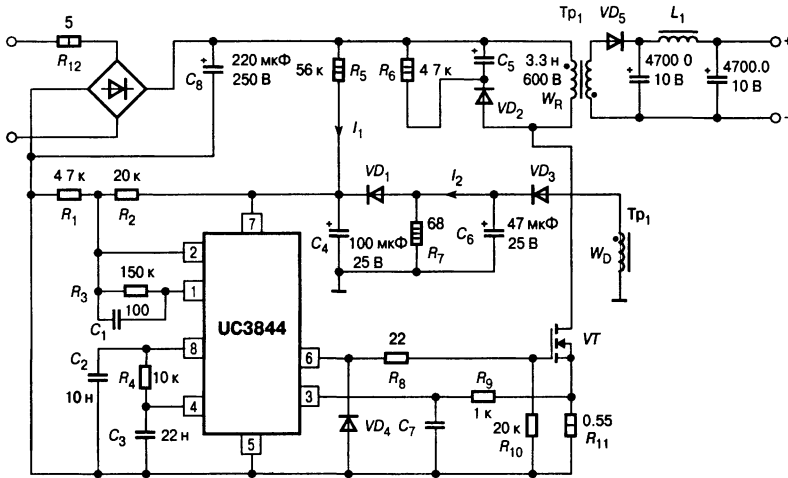 Tp1 VD5 L1
5
R12
+
C8
220 мкФ
250 В
56 к
R5
R6
4 7 к
+
C5
3.3 н
600 В
WR
VD2
+
4700 0
10 В
+
4700.0
10 В
+
−
I1
4 7 к
R1
20 к
R2
VD1
I2
VD3
7
+
C4
100 мкФ
25 В
68
R7
+
C6
47 мкФ
25 В
Tp1
WD
2
R3
150 к
1
100
C1
UC3844
C2
10 н
8
R4
10 к
4
C3
22 н
6
22
R8
VT
3
R9
1 к
VD4
C7
20 к
R10
0.55
R11
5